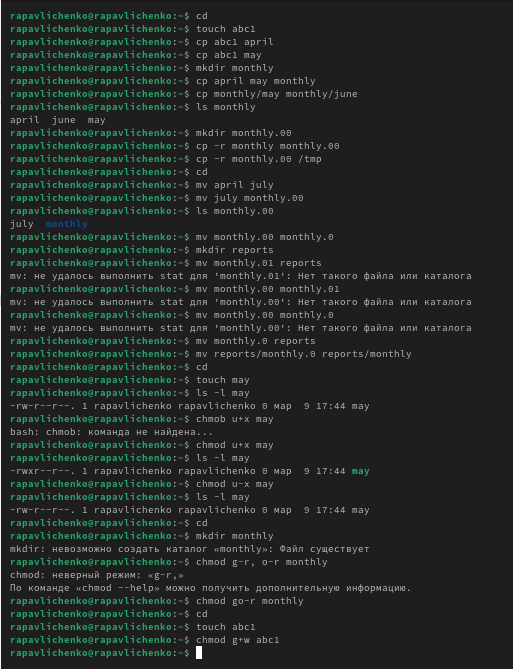 rapavlichenko@rapavlichenko:~$ cd
rapavlichenko@rapavlichenko:~$ touch abc1
rapavlichenko@rapavlichenko:~$ cp abc1 april
rapavlichenko@rapavlichenko:~$ cp abc1 may
rapavlichenko@rapavlichenko:~$ mkdir monthly
rapavlichenko@rapavlichenko:~$ cp april may monthly
rapavlichenko@rapavlichenko:~$ cp monthly/may monthly/june
rapavlichenko@rapavlichenko:~$ ls monthly
april  june  may
rapavlichenko@rapavlichenko:~$ mkdir monthly.00
rapavlichenko@rapavlichenko:~$ cp -r monthly monthly.00
rapavlichenko@rapavlichenko:~$ cp -r monthly.00 /tmp
rapavlichenko@rapavlichenko:~$ cd
rapavlichenko@rapavlichenko:~$ mv april july
rapavlichenko@rapavlichenko:~$ mv july monthly.00
rapavlichenko@rapavlichenko:~$ ls monthly.00
july  monthly
rapavlichenko@rapavlichenko:~$ mv monthly.00 monthly.0
rapavlichenko@rapavlichenko:~$ mkdir reports
rapavlichenko@rapavlichenko:~$ mv monthly.01 reports
mv: не удалось выполнить stat для 'monthly.01': Нет такого файла или каталога
rapavlichenko@rapavlichenko:~$ mv monthly.00 monthly.01
mv: не удалось выполнить stat для 'monthly.00': Нет такого файла или каталога
rapavlichenko@rapavlichenko:~$ mv monthly.00 monthly.0
mv: не удалось выполнить stat для 'monthly.00': Нет такого файла или каталога
rapavlichenko@rapavlichenko:~$ mv monthly.0 reports
rapavlichenko@rapavlichenko:~$ mv reports/monthly.0 reports/monthly
rapavlichenko@rapavlichenko:~$ cd
rapavlichenko@rapavlichenko:~$ touch may
rapavlichenko@rapavlichenko:~$ ls -l may
-rw-r--r--. 1 rapavlichenko rapavlichenko 0 мар  9 17:44 may
rapavlichenko@rapavlichenko:~$ chmob u+x may
bash: chmob: команда не найдена...
rapavlichenko@rapavlichenko:~$ chmod u+x may
rapavlichenko@rapavlichenko:~$ ls -l may
-rwxr--r--. 1 rapavlichenko rapavlichenko 0 мар  9 17:44 may
rapavlichenko@rapavlichenko:~$ chmod u-x may
rapavlichenko@rapavlichenko:~$ ls -l may
-rw-r--r--. 1 rapavlichenko rapavlichenko 0 мар  9 17:44 may
rapavlichenko@rapavlichenko:~$ cd
rapavlichenko@rapavlichenko:~$ mkdir monthly
mkdir: невозможно создать каталог «monthly»: Файл существует
rapavlichenko@rapavlichenko:~$ chmod g-r, o-r monthly
chmod: неверный режим: «g-r,»
По команде «chmod --help» можно получить дополнительную информацию.
rapavlichenko@rapavlichenko:~$ chmod go-r monthly
rapavlichenko@rapavlichenko:~$ cd
rapavlichenko@rapavlichenko:~$ touch abc1
rapavlichenko@rapavlichenko:~$ chmod g+w abc1
rapavlichenko@rapavlichenko:~$